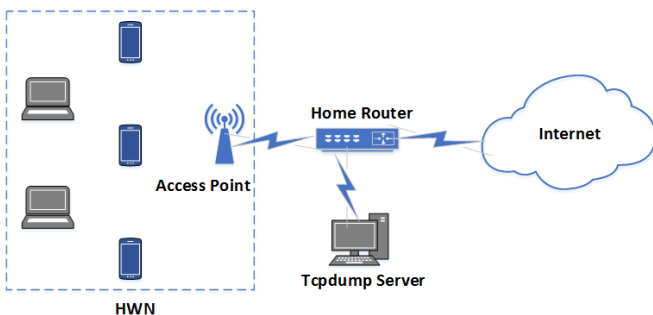 Home Router
Internet
Access Point
Tcpdump Server
HWN